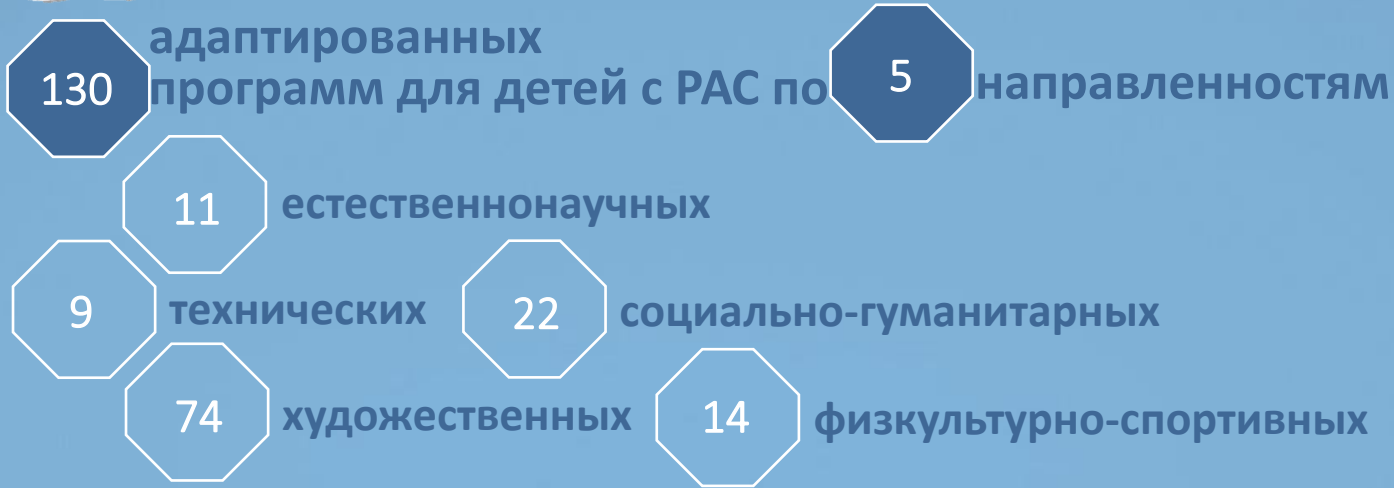 адаптированных
130 программ для детей с РАС по 5 направленностям
11 естественнонаучных
9 технических 22 социально-гуманитарных
74 художественных 14 физкультурно-спортивных